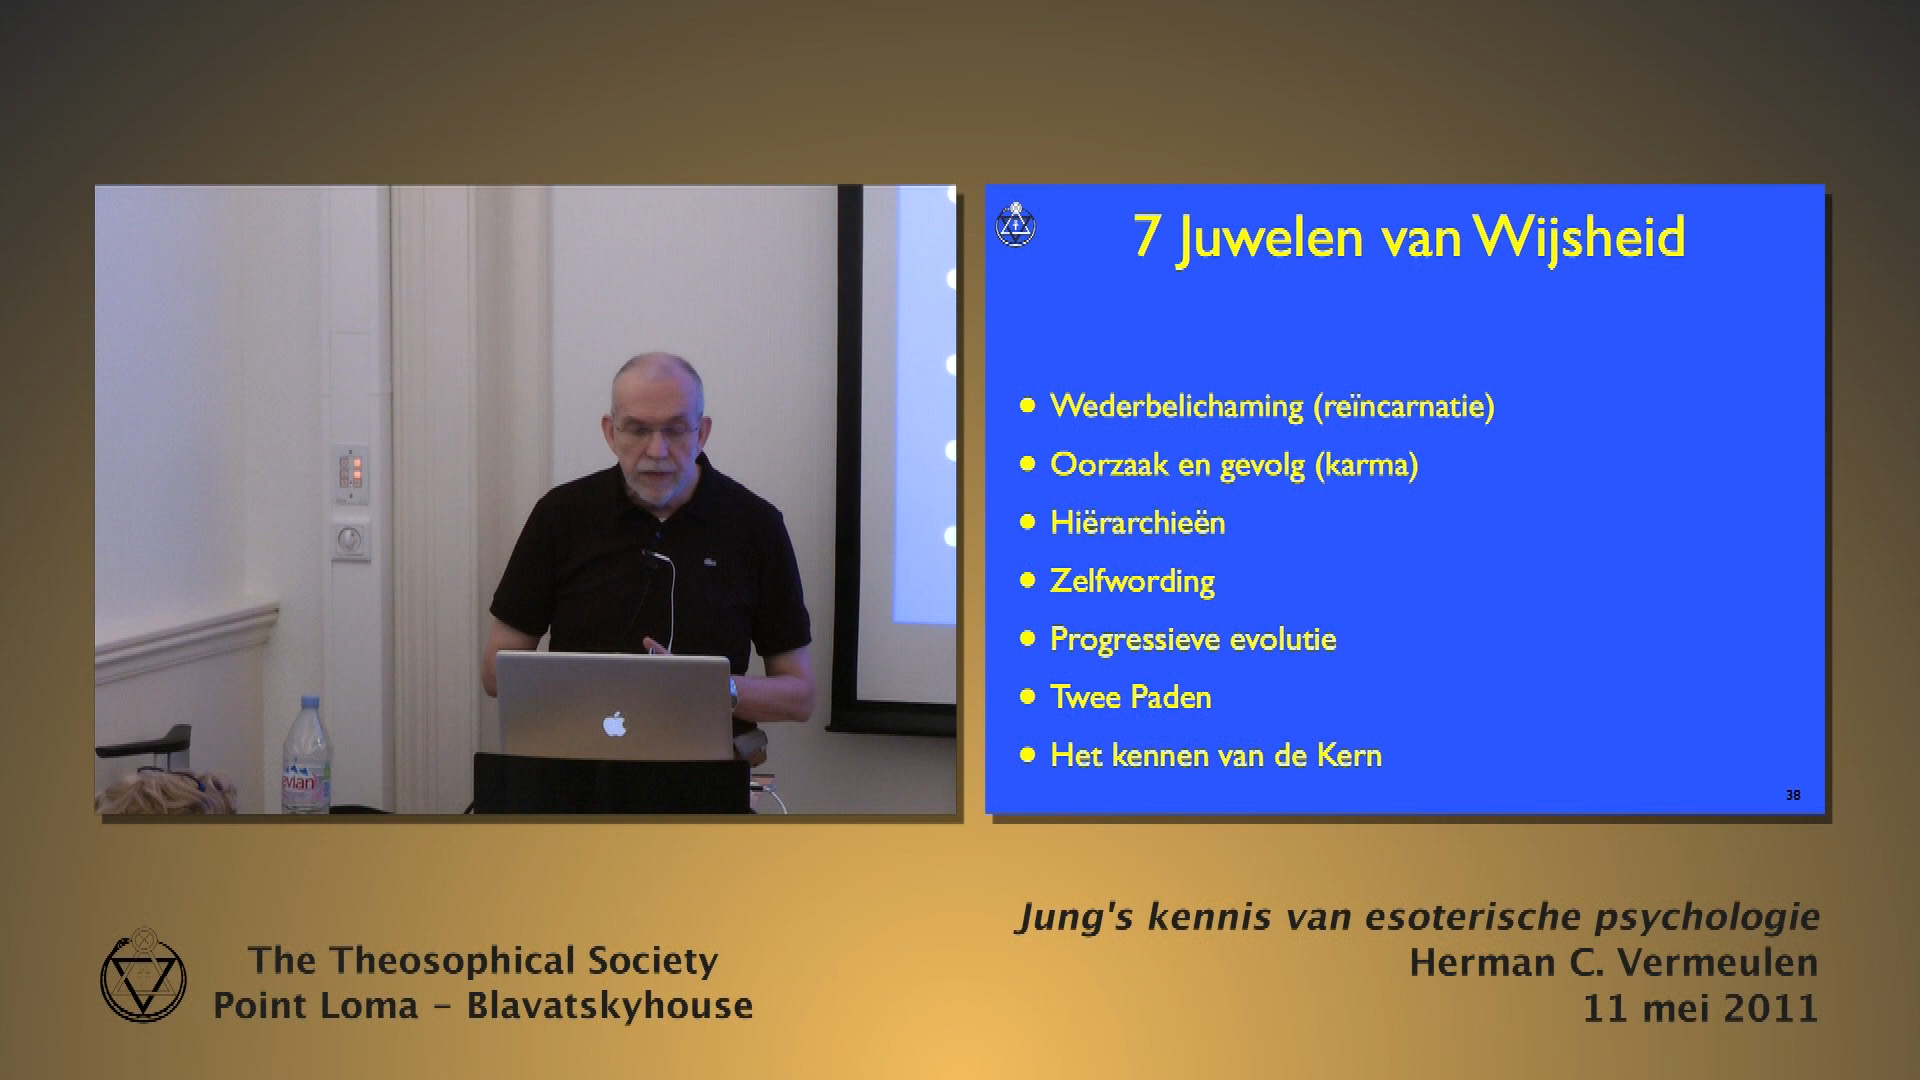 7 Juwelen van Wijsheid
Wederbelichaming (reïncarnatie)
Oorzaak en gevolg (karma)
Hiërarchieën
Zelfwording
Progressieve evolutie
Twee Paden
Het kennen van de Kern
38
evian
Jung's kennis van esoterische psychologie
Herman C. Vermeulen
11 mei 2011
The Theosophical Society
Point Loma – Blavatskyhouse